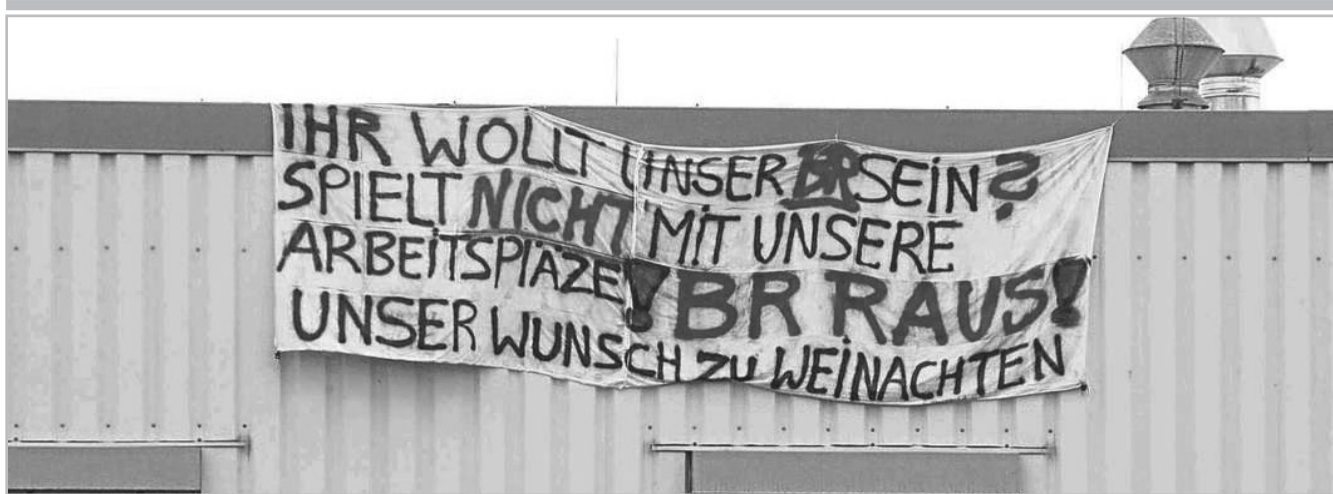 IHR WOLLT UNSER BR SEIN?
SPIELT NICHT MIT UNSERE
ARBEITSPLÄZE! BR RAUS!
UNSER WUNSCH ZU WEINACHTEN